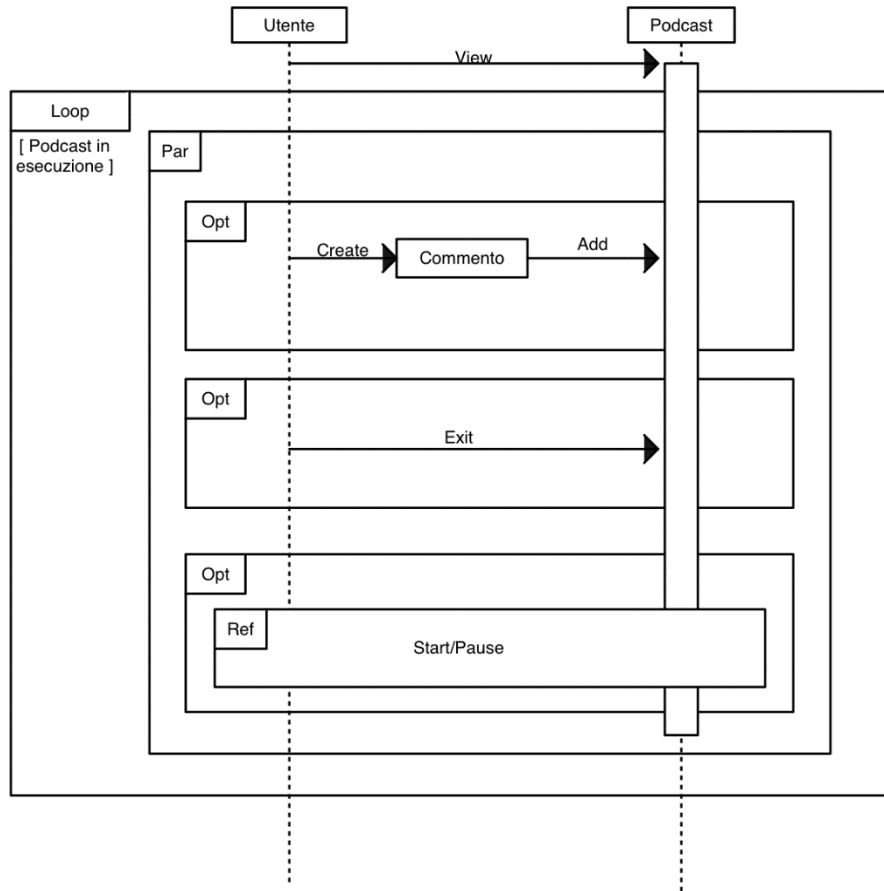 Utente
Podcast
View
Loop
[ Podcast in
esecuzione ]
Par
Opt
Create
Commento
Add
Opt
Exit
Opt
Ref
Start/Pause